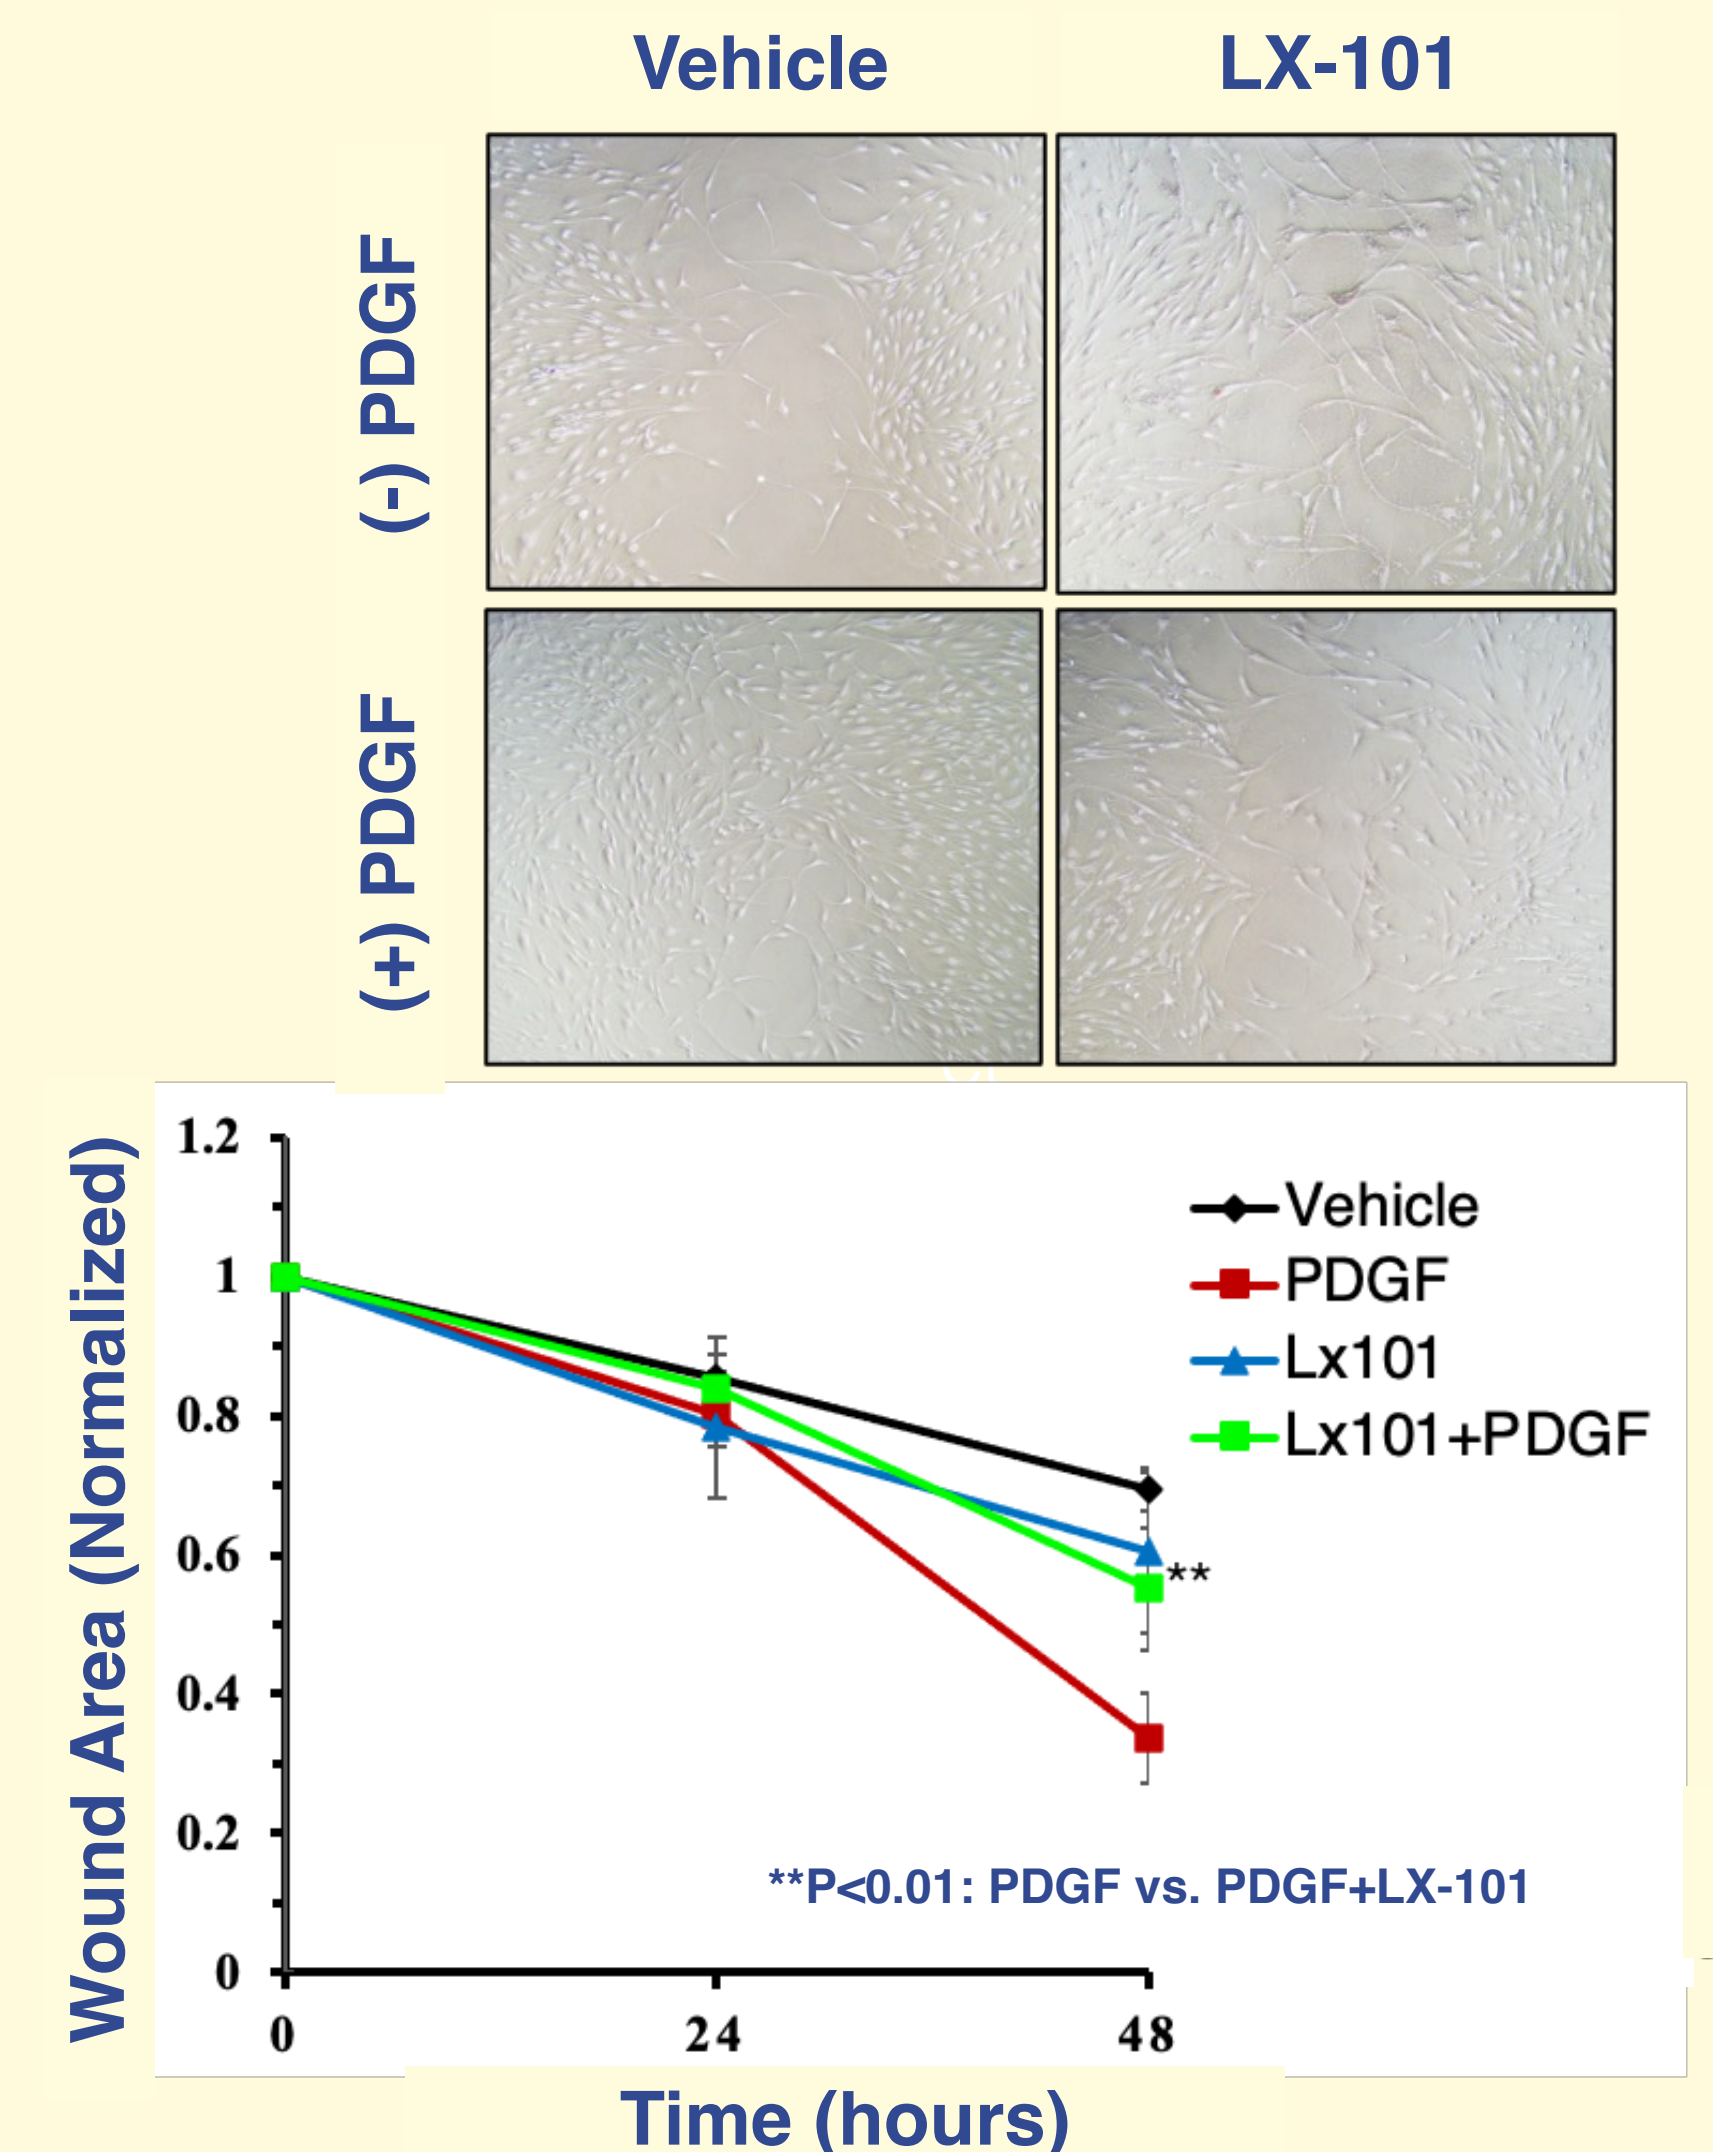 Vehicle
LX-101
(-) PDGF
(+) PDGF
Wound Area (Normalized)
1.2
1
0.8
0.6
0.4
0.2
0
Vehicle
PDGF
Lx101
Lx101+PDGF
**
**P<0.01: PDGF vs. PDGF+LX-101
0
24
48
Time (hours)